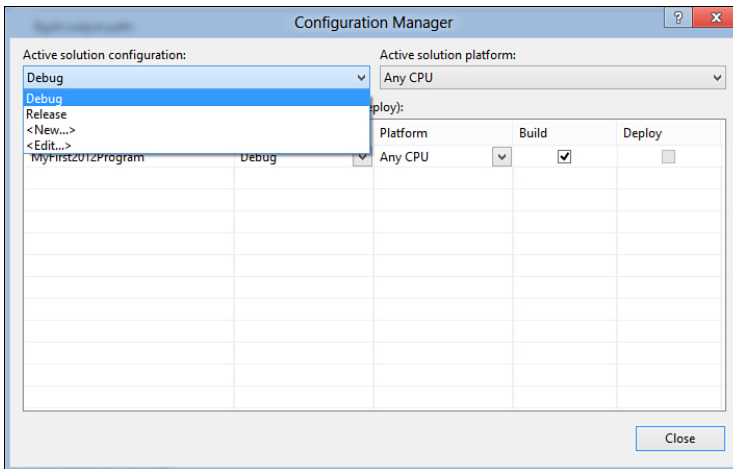 Configuration Manager
?
x
Active solution configuration:
Active solution platform:
Debug
Any CPU
Debug
Release
<New...>
<Edit...>
eploy):
Platform
Build
Deploy
MyFirst2012Program
Debug
Any CPU
Close